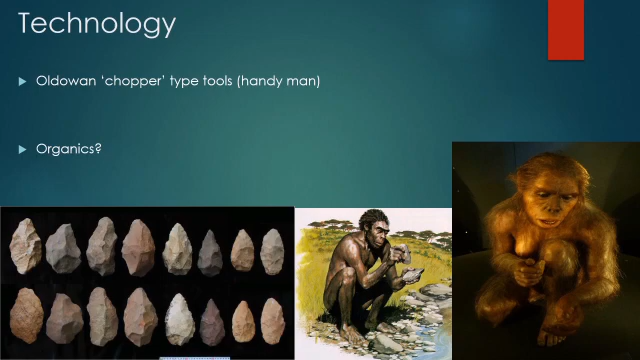 Technology
Oldowan ‘chopper’ type tools (handy man)
Organics?